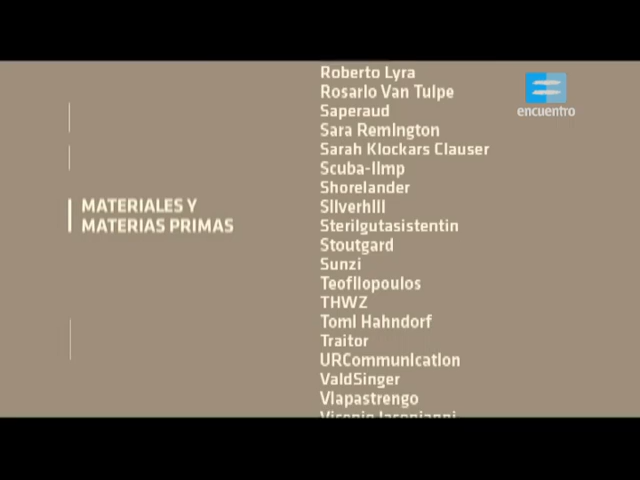 Roberto Lyra
Rosario Van Tulpe
Saperaud
Sara Remington
Sarah Klockars Clauser
Scuba-limp
Shorelander
Silverhill
Sterilgutasistentin
Stoutgard
Sunzi
Teofilopoulos
THWZ
Toml Hahndorf
Traitor
URCommunication
ValdSinger
Vlapastrengo
encuentro
MATERIALES Y
MATERIAS PRIMAS